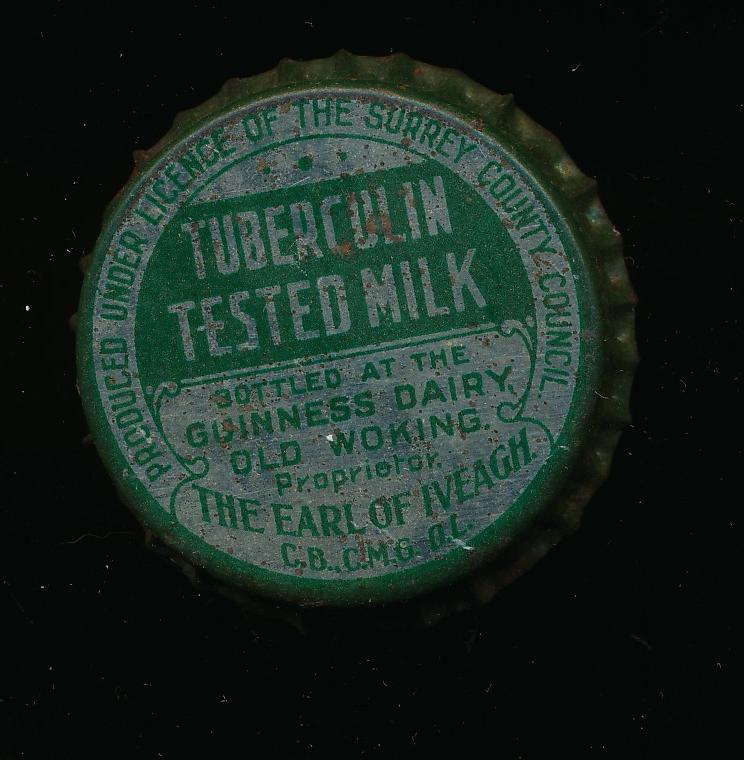 PRODUCED UNDER LICENCE OF THE SURREY COUNTY COUNCIL.
TUBERCULIN
TESTED MILK
BOTTLED AT THE
GUINNESS DAIRY,
OLD WOKING.
Proprietor.
THE EARL OF IVEAGH.
C.B., C.M.G. D.L.